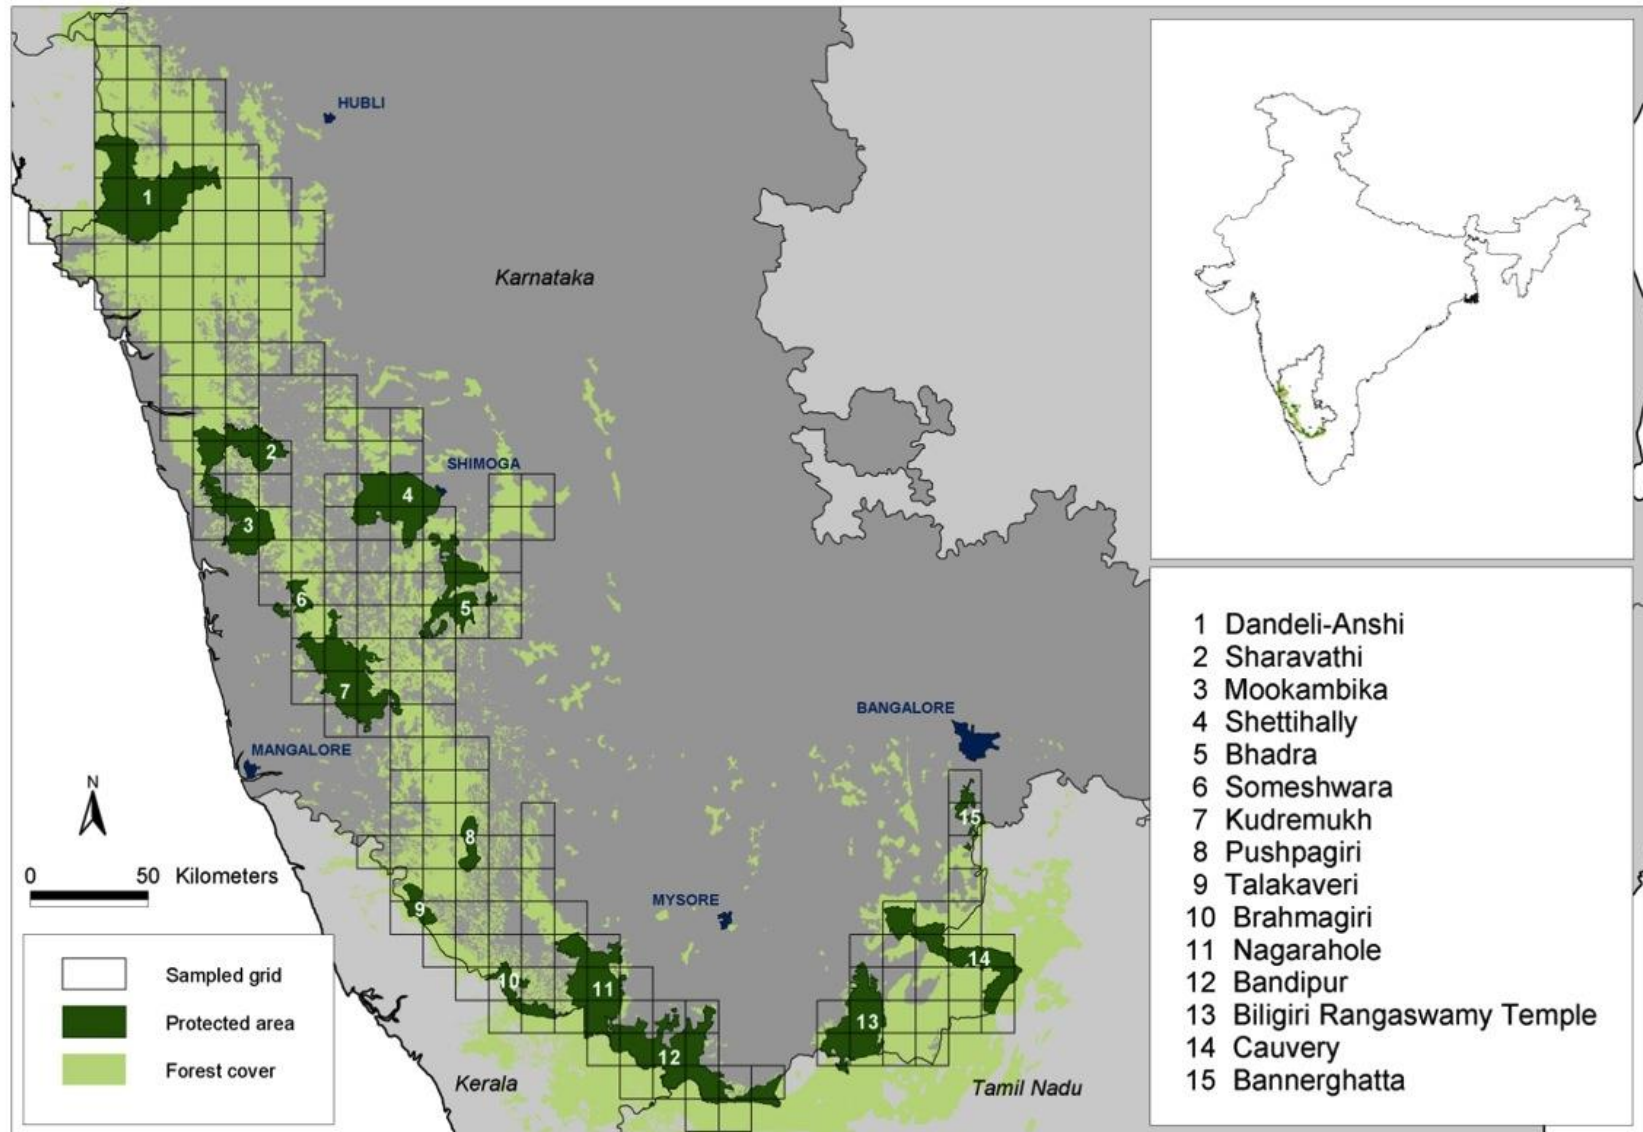 HUBLI
1
Karnataka
2
SHIMOGA
4
3
6
5
7
BANGALORE
MANGALORE
N
15
8
0 50 Kilometers
MYSORE
9
14
10
11
13
12
Kerala
Tamil Nadu
Sampled grid
Protected area
Forest cover
1 Dandeli-Anshi
2 Sharavathi
3 Mookambika
4 Shettihally
5 Bhadra
6 Someshwara
7 Kudremukh
8 Pushpagiri
9 Talakaveri
10 Brahmagiri
11 Nagarahole
12 Bandipur
13 Biligiri Rangaswamy Temple
14 Cauvery
15 Bannerghatta